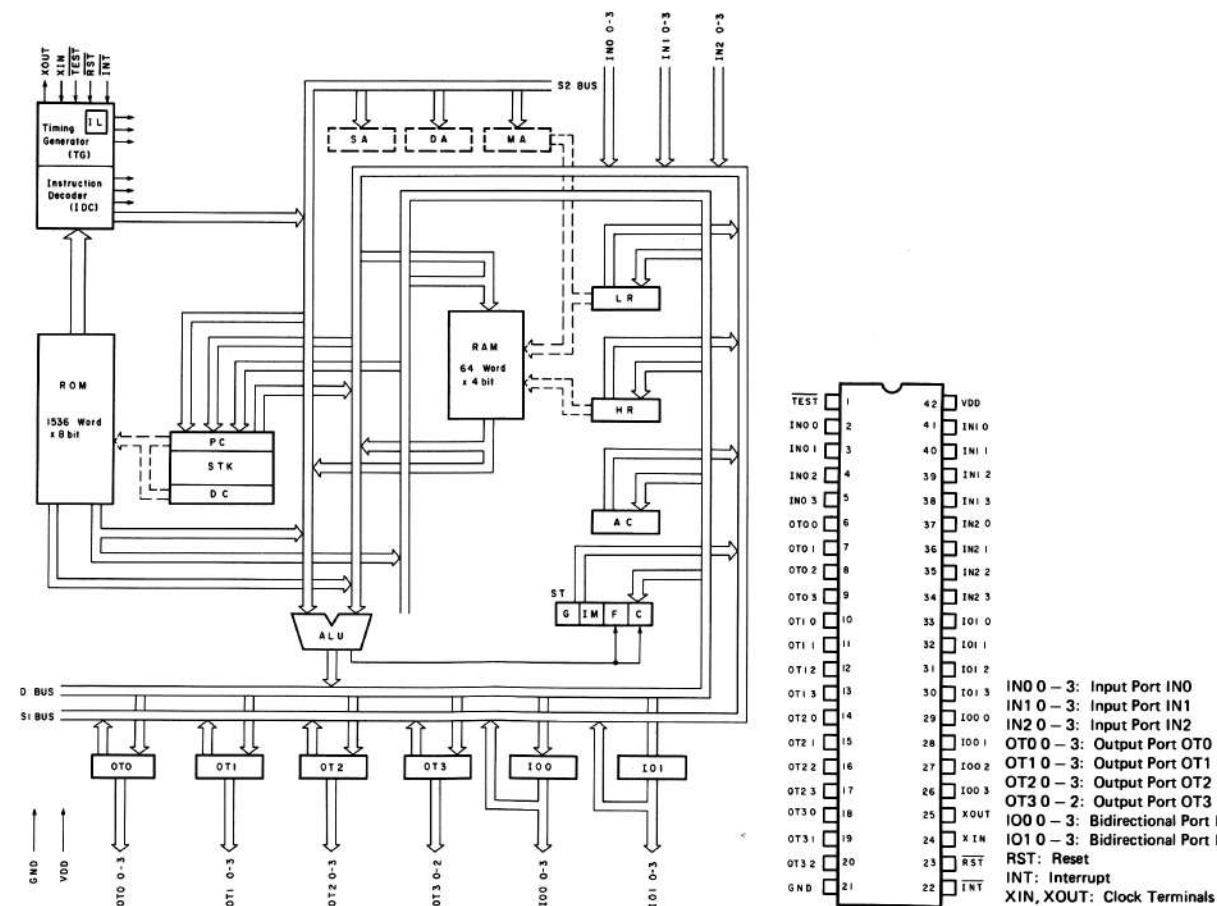 XOUT
XIN
TEST
RST
INT
IN0 0-3
IN1 0-3
IN2 0-3
S2 BUS
IL
Timing
Generator
(TG)
Instruction
Decoder
(IDC)
SA
DA
MA
LR
RAM
64 Word
x 4 bit
HR
ROM
1536 Word
x 8 bit
PC
STK
DC
AC
ST
G IM F C
ALU
D BUS
S1 BUS
OT0
OT1
OT2
OT3
IO0
IO1
GND
VDD
OT0 0-3
OT1 0-3
OT2 0-3
OT3 0-2
IO0 0-3
IO1 0-3
TEST 1 42 VDD
IN0 0 2 41 IN1 0
IN0 1 3 40 IN1 1
IN0 2 4 39 IN1 2
IN0 3 5 38 IN1 3
OT0 0 6 37 IN2 0
OT0 1 7 36 IN2 1
OT0 2 8 35 IN2 2
OT0 3 9 34 IN2 3
OT1 0 10 33 IO1 0
OT1 1 11 32 IO1 1
OT1 2 12 31 IO1 2
OT1 3 13 30 IO1 3
OT2 0 14 29 IO0 0
OT2 1 15 28 IO0 1
OT2 2 16 27 IO0 2
OT2 3 17 26 IO0 3
OT3 0 18 25 XOUT
OT3 1 19 24 XIN
OT3 2 20 23 RST
GND 21 22 INT
IN0 0 – 3: Input Port IN0
IN1 0 – 3: Input Port IN1
IN2 0 – 3: Input Port IN2
OT0 0 – 3: Output Port OT0
OT1 0 – 3: Output Port OT1
OT2 0 – 3: Output Port OT2
OT3 0 – 2: Output Port OT3
IO0 0 – 3: Bidirectional Port
IO1 0 – 3: Bidirectional Port
RST: Reset
INT: Interrupt
XIN, XOUT: Clock Terminals